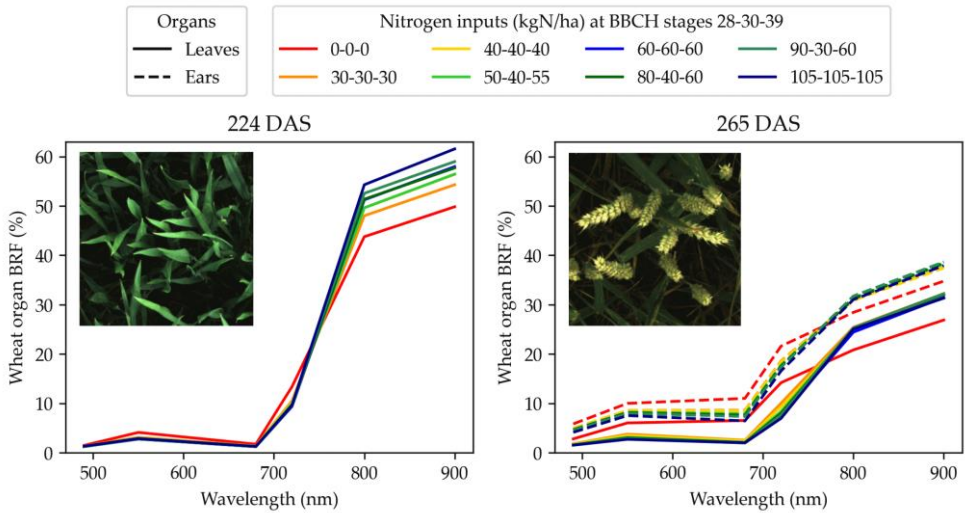 Organs
Leaves
Ears
Nitrogen inputs (kgN/ha) at BBCH stages 28-30-39
0-0-0 40-40-40 60-60-60 90-30-60
30-30-30 50-40-55 80-40-60 105-105-105
224 DAS
Wheat organ BRF (%)
60
50
40
30
20
10
0
500 600 700 800 900
Wavelength (nm)
265 DAS
Wheat organ BRF (%)
60
50
40
30
20
10
0
500 600 700 800 900
Wavelength (nm)